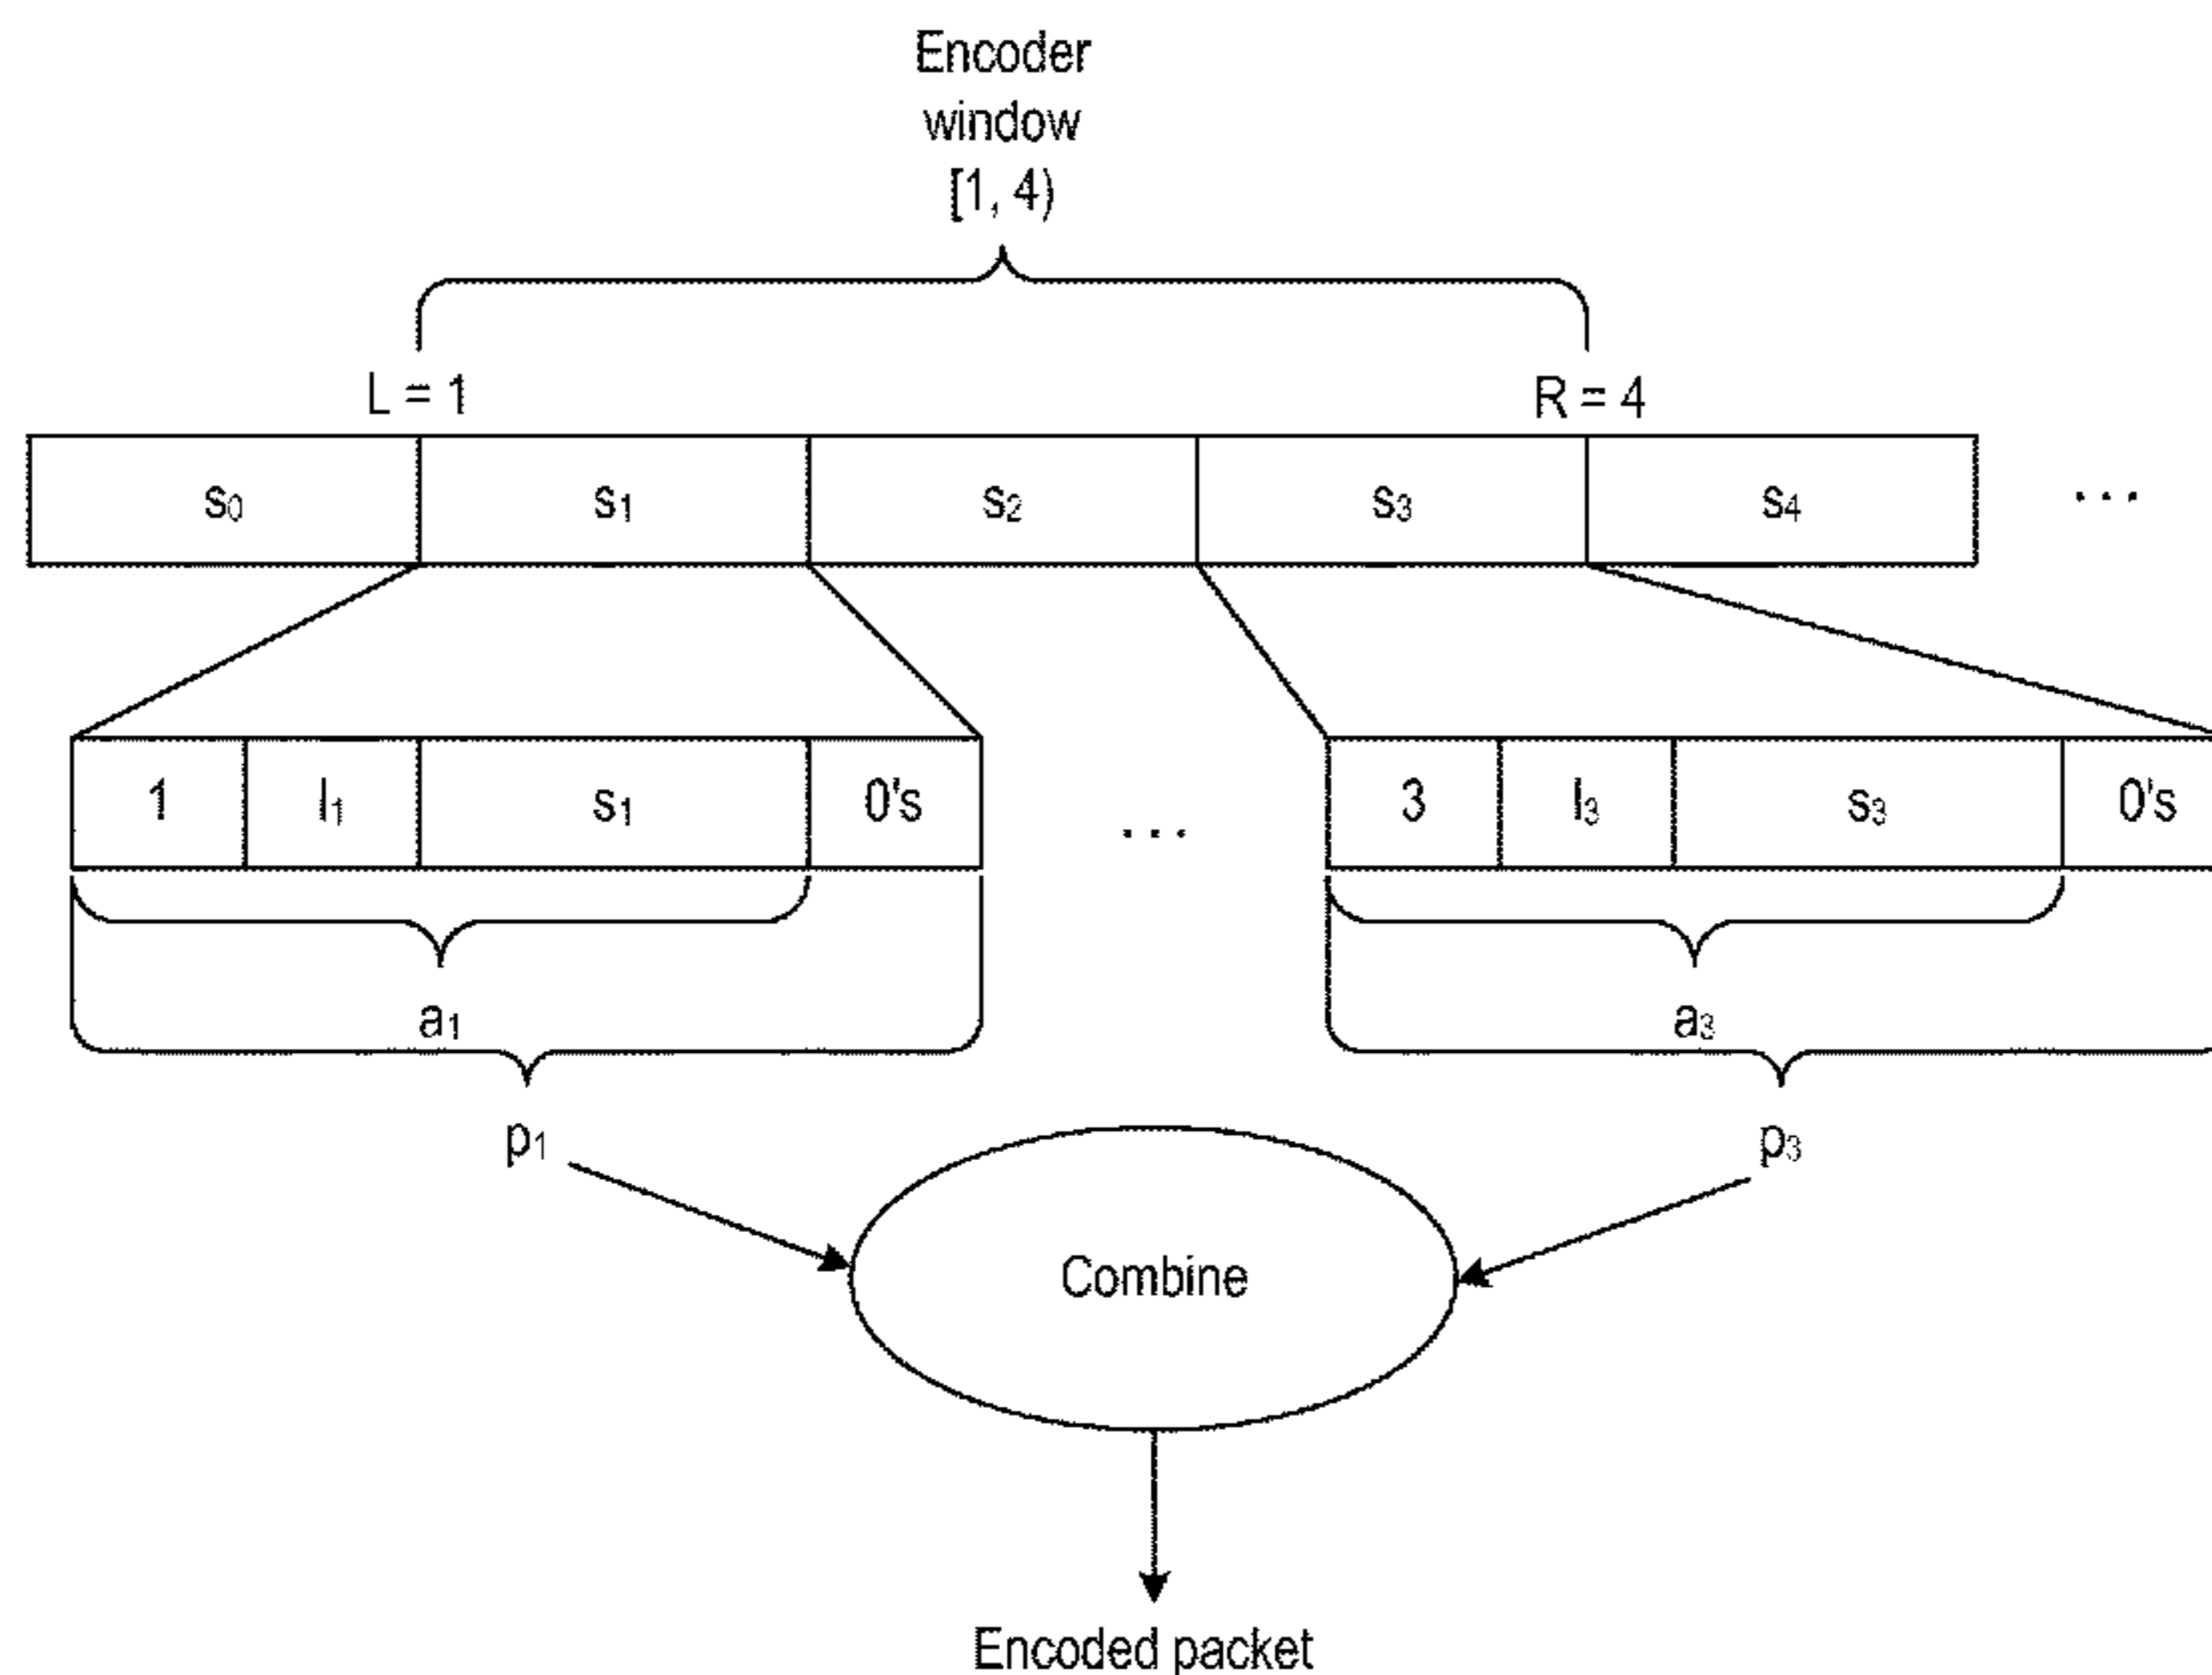 Encoder
window
[1, 4)
L = 1
R = 4
s₀ s₁ s₂ s₃ s₄ ...
1 l₁ s₁ 0's ... 3 l₃ s₃ 0's
a₁ a₃
p₁ p₃
Combine
Encoded packet